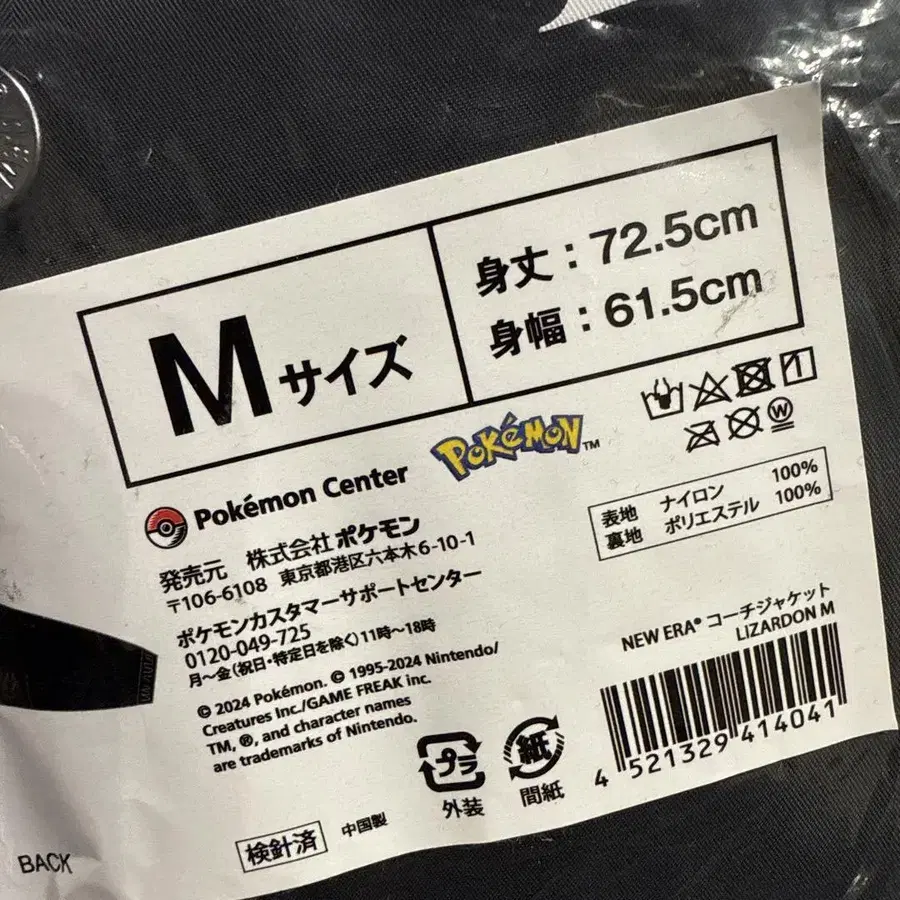 Mサイズ
身丈：72.5cm
身幅：61.5cm
Pokémon Center
POKéMON™
発売元　株式会社ポケモン
〒106-6108　東京都港区六本木6-10-1
ポケモンカスタマーサポートセンター
0120-049-725
月～金(祝日・特定日を除く)11時～18時
© 2024 Pokémon. © 1995-2024 Nintendo/
Creatures Inc./GAME FREAK inc.
TM, ®, and character names
are trademarks of Nintendo.
W
表地　ナイロン　100%
裏地　ポリエステル　100%
NEW ERA® コーチジャケット
LIZARDON M
4 521329 414041
プラ
外装
紙
間紙
検針済
中国製
BACK